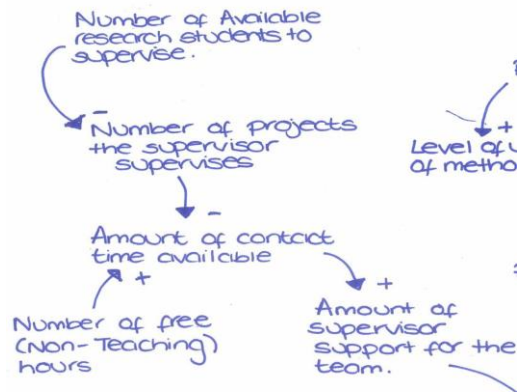 Number of Available
research students to
supervise.
-
Number of projects
the supervisor
supervises
-
Amount of contact
time available
+
Number of free
(Non-Teaching)
hours
+
Amount of
supervisor
support for the
team.
+
Level of
of